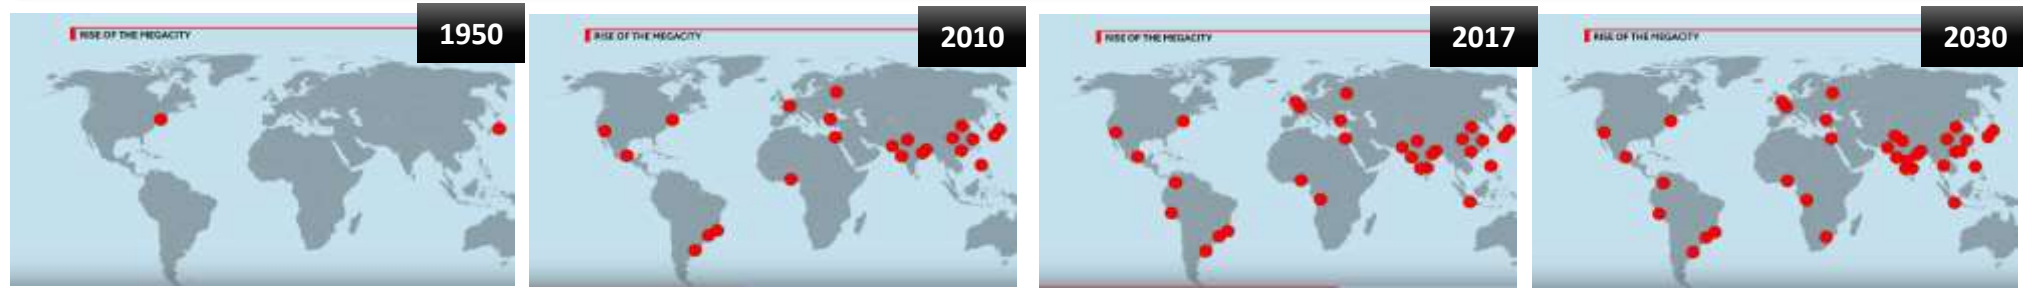 RISE OF THE MEGACITY
1950
RISE OF THE MEGACITY
2010
RISE OF THE MEGACITY
2017
RISE OF THE MEGACITY
2030